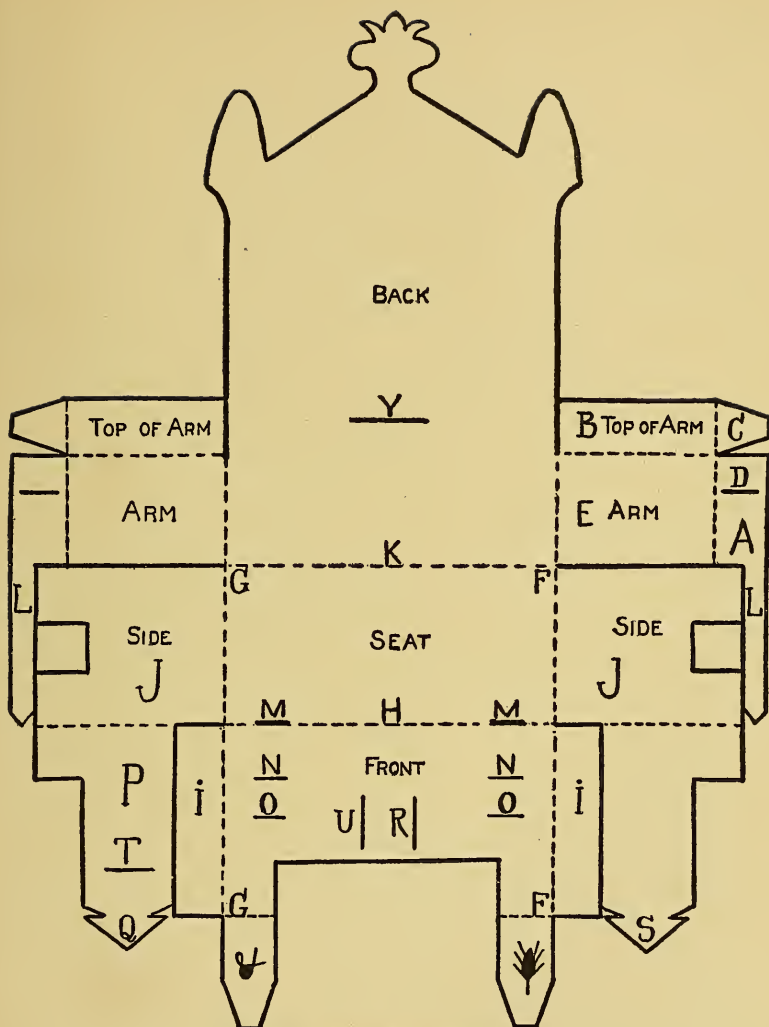 BACK
Y
TOP OF ARM
B TOP OF ARM C
D
ARM
E ARM
A
K
G
F
L
L
SIDE
SEAT
SIDE
J
J
M H M
N FRONT N
O
O
P
i
i
U R
T
G
F
Q
S
&